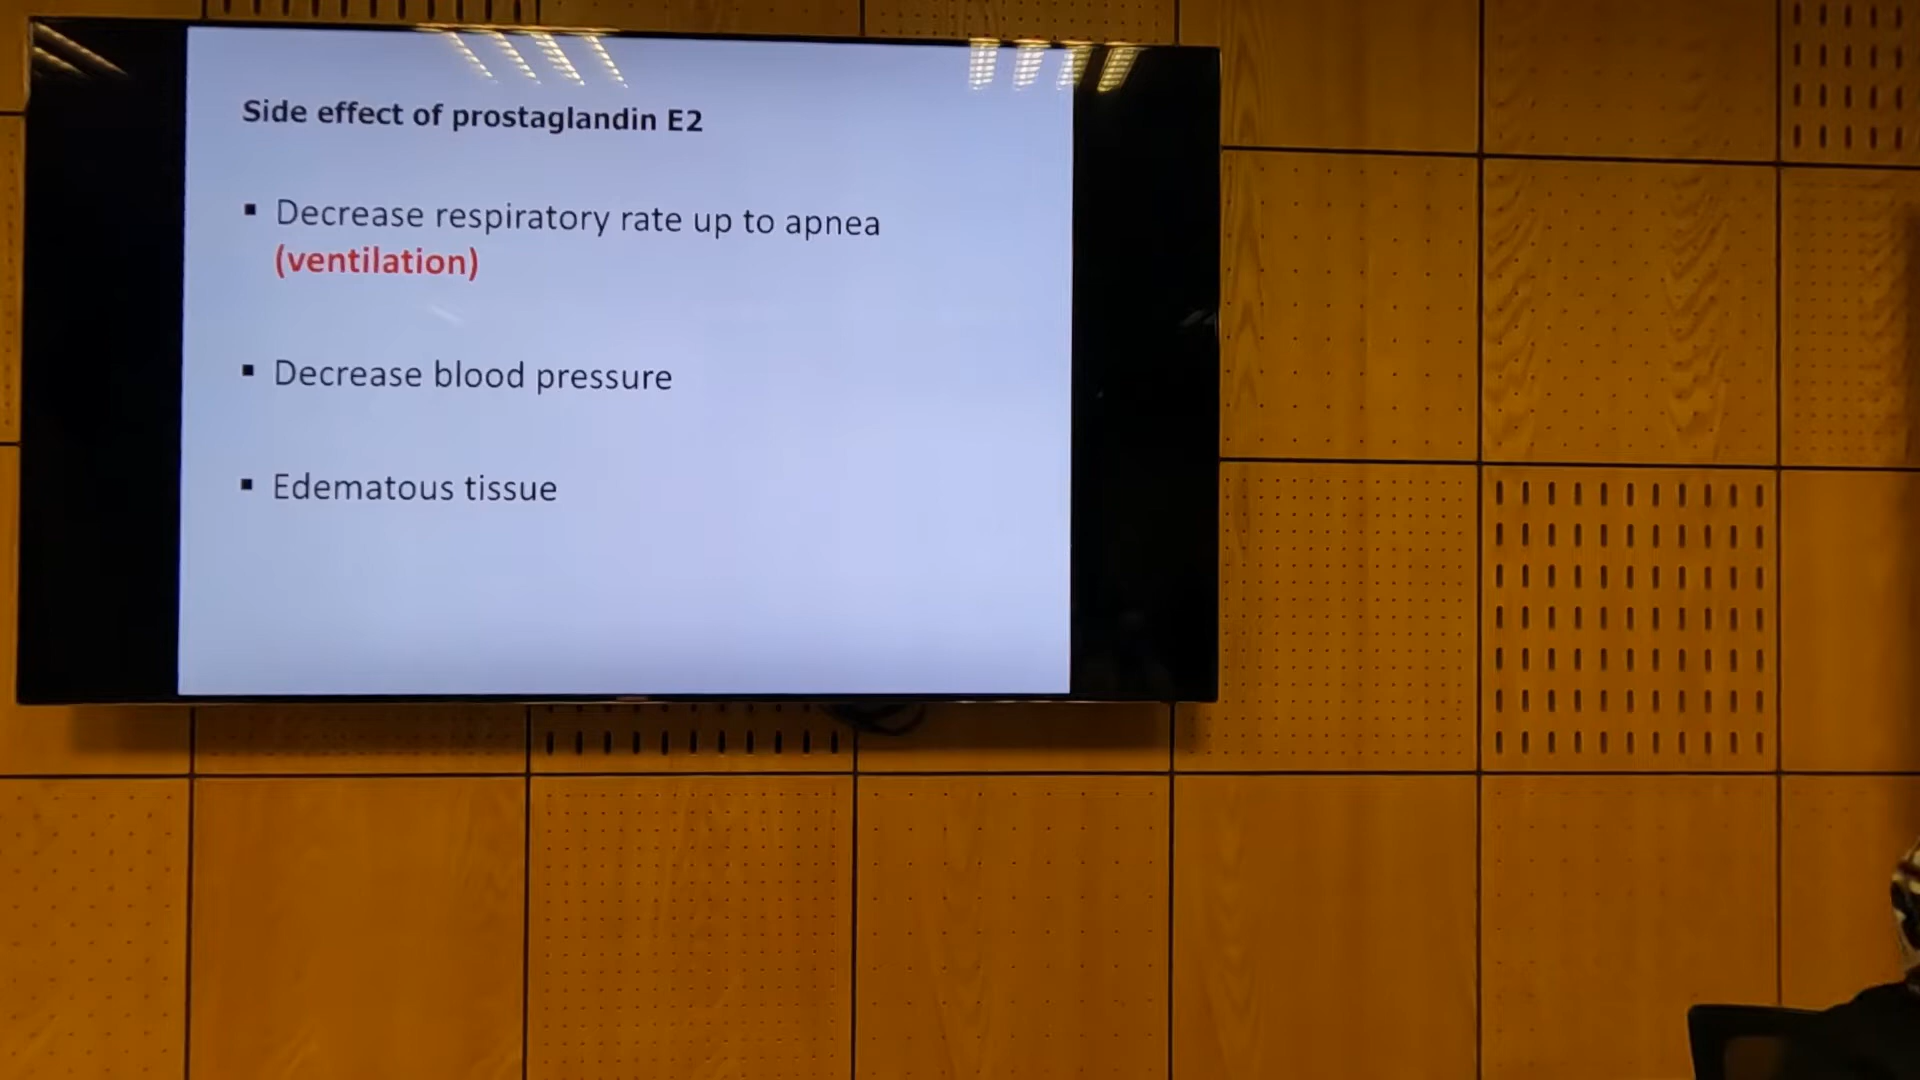 Side effect of prostaglandin E2
▪ Decrease respiratory rate up to apnea
(ventilation)
▪ Decrease blood pressure
▪ Edematous tissue